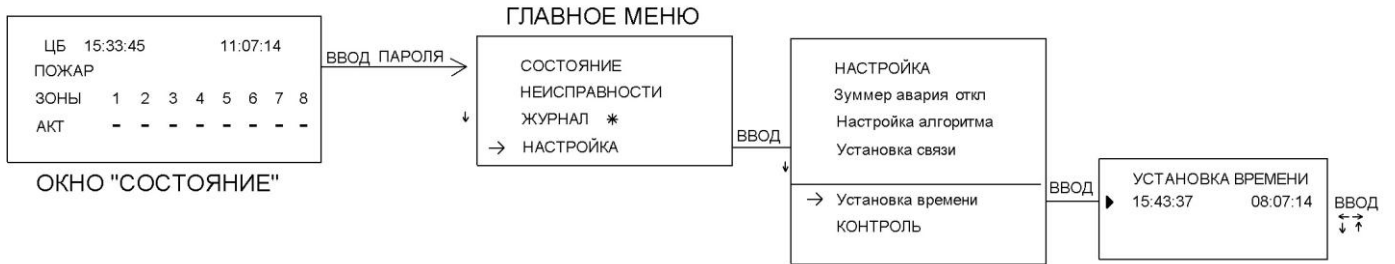 ГЛАВНОЕ МЕНЮ
ЦБ 15:33:45 11:07:14
ПОЖАР
ЗОНЫ 1 2 3 4 5 6 7 8
АКТ - - - - - - - -
ОКНО "СОСТОЯНИЕ"
ВВОД ПАРОЛЯ
СОСТОЯНИЕ
НЕИСПРАВНОСТИ
ЖУРНАЛ *
↓
→ НАСТРОЙКА
ВВОД
НАСТРОЙКА
Зуммер авария откл
Настройка алгоритма
Установка связи
↓
→ Установка времени
КОНТРОЛЬ
ВВОД
УСТАНОВКА ВРЕМЕНИ
15:43:37 08:07:14
ВВОД
←→
↓ ↑